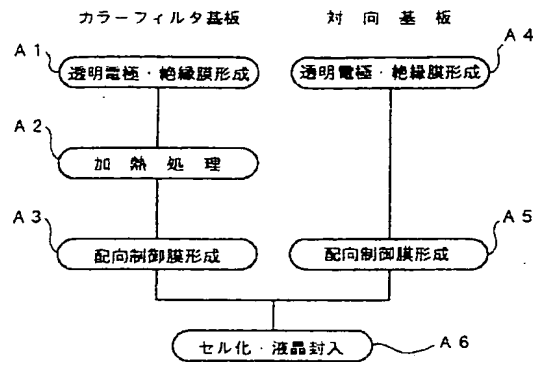 カラーフィルタ基板
対向基板
A1
透明電極・絶縁膜形成
A4
透明電極・絶縁膜形成
A2
加熱処理
A3
配向制御膜形成
A5
配向制御膜形成
セル化・液晶封入
A6